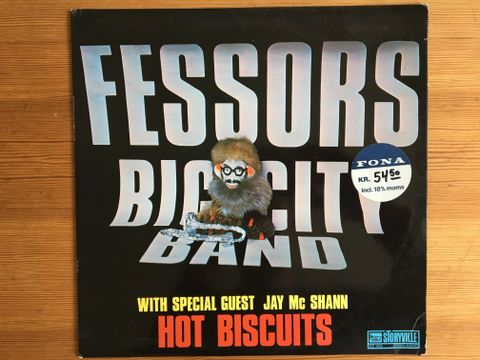 FESSORS
BIG CITY
BAND
FONA
KR. 54 50
incl. 18% moms
WITH SPECIAL GUEST JAY Mc SHANN
HOT BISCUITS
STORYVILLE